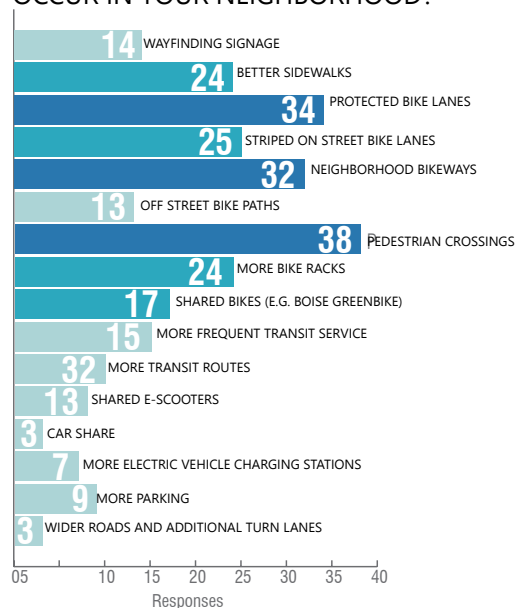 OCCUR IN YOUR NEIGHBORHOOD?
14 WAYFINDING SIGNAGE
24 BETTER SIDEWALKS
34 PROTECTED BIKE LANES
25 STRIPED ON STREET BIKE LANES
32 NEIGHBORHOOD BIKEWAYS
13 OFF STREET BIKE PATHS
38 PEDESTRIAN CROSSINGS
24 MORE BIKE RACKS
17 SHARED BIKES (E.G. BOISE GREENBIKE)
15 MORE FREQUENT TRANSIT SERVICE
32 MORE TRANSIT ROUTES
13 SHARED E-SCOOTERS
3 CAR SHARE
7 MORE ELECTRIC VEHICLE CHARGING STATIONS
9 MORE PARKING
3 WIDER ROADS AND ADDITIONAL TURN LANES
05 10 15 20 25 30 35 40
Responses